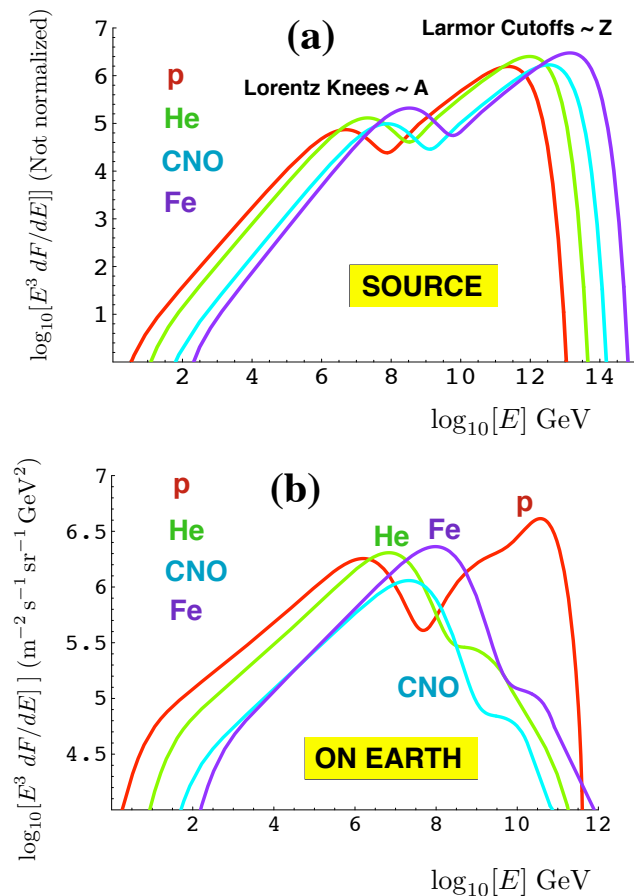 (a)
Larmor Cutoffs ~ Z
Lorentz Knees ~ A
p
He
CNO
Fe
SOURCE
log₁₀[E³ dF/dE]] (Not normalized)
7
6
5
4
3
2
1
2 4 6 8 10 12 14
log₁₀[E] GeV
(b)
p
He
CNO
Fe
He
Fe
p
CNO
ON EARTH
log₁₀[E³ dF/dE]] (m⁻² s⁻¹ sr⁻¹ GeV²)
7
6.5
6
5.5
5
4.5
2 4 6 8 10 12
log₁₀[E] GeV